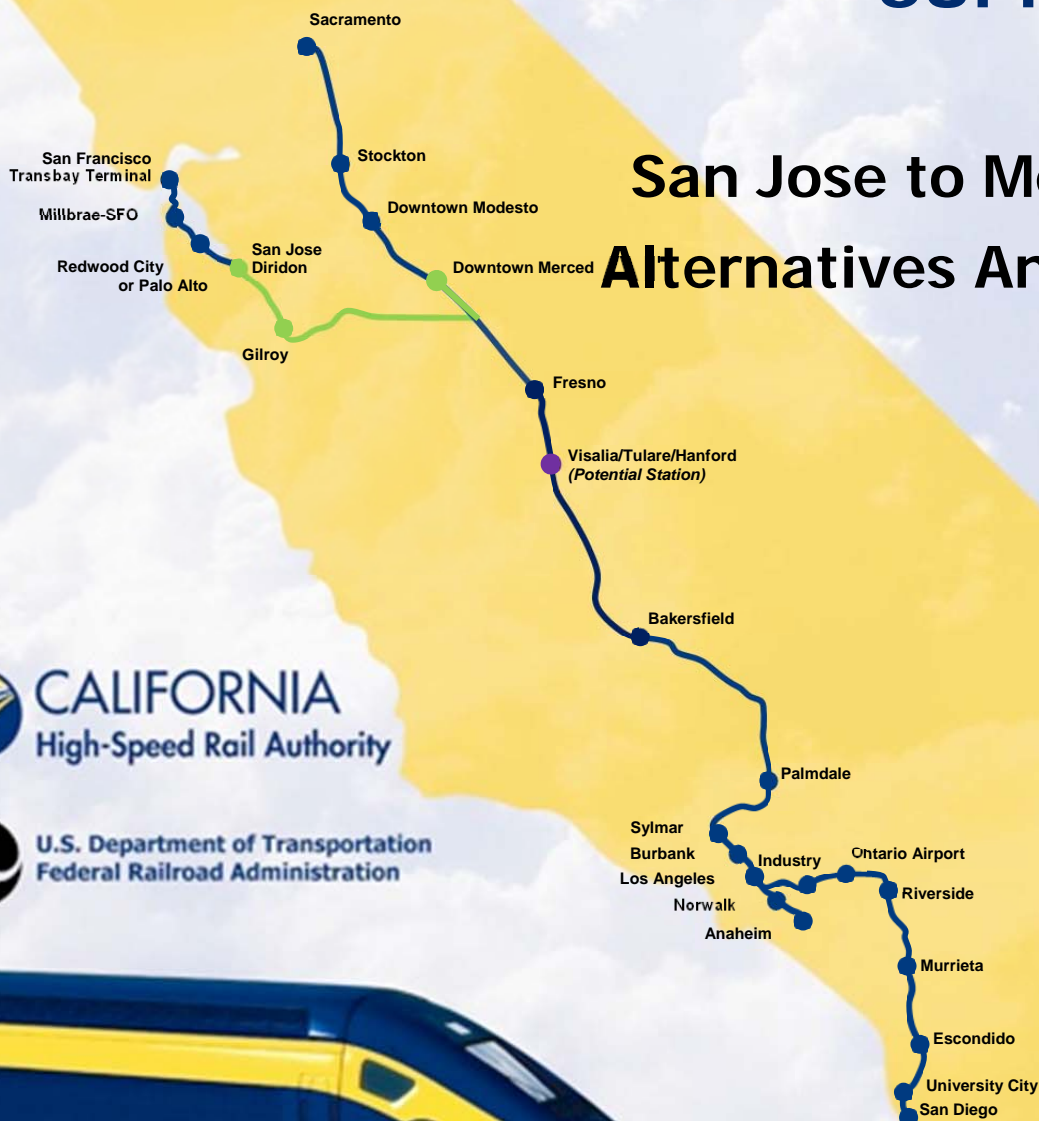 Sacramento
San Francisco
Transbay Terminal
Stockton
San Jose to M
Millbrae-SFO
Downtown Modesto
San Jose
Diridon
Redwood City
or Palo Alto
Downtown Merced
Alternatives An
Gilroy
Fresno
Visalia/Tulare/Hanford
(Potential Station)
Bakersfield
CALIFORNIA
High-Speed Rail Authority
Palmdale
U.S. Department of Transportation
Federal Railroad Administration
Sylmar
Burbank
Los Angeles
Industry
Ontario Airport
Norwalk
Riverside
Anaheim
Murrieta
Escondido
University City
San Diego